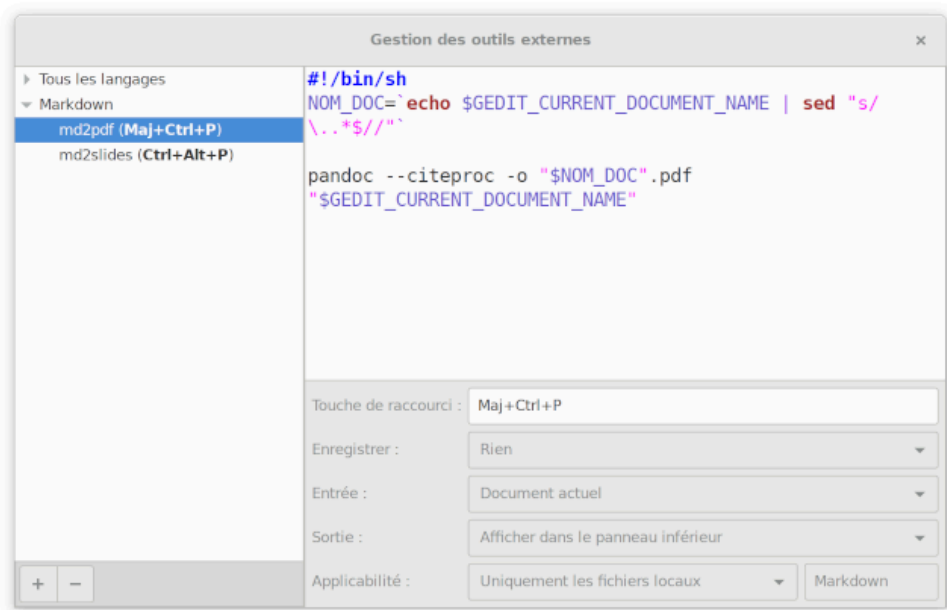 Gestion des outils externes
Tous les langages
Markdown
md2pdf (Maj+Ctrl+P)
md2slides (Ctrl+Alt+P)
#!/bin/sh
NOM_DOC=`echo $GEDIT_CURRENT_DOCUMENT_NAME | sed "s/
\..*$//"`
pandoc --citeproc -o "$NOM_DOC".pdf
"$GEDIT_CURRENT_DOCUMENT_NAME"
Touche de raccourci : Maj+Ctrl+P
Enregistrer : Rien
Entrée : Document actuel
Sortie : Afficher dans le panneau inférieur
Applicabilité : Uniquement les fichiers locaux Markdown